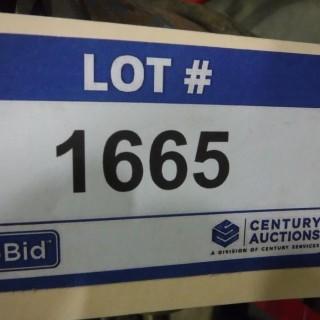 LOT #
1665
Bid
CENTURY
AUCTIONS
A DIVISION OF CENTURY SERVICES